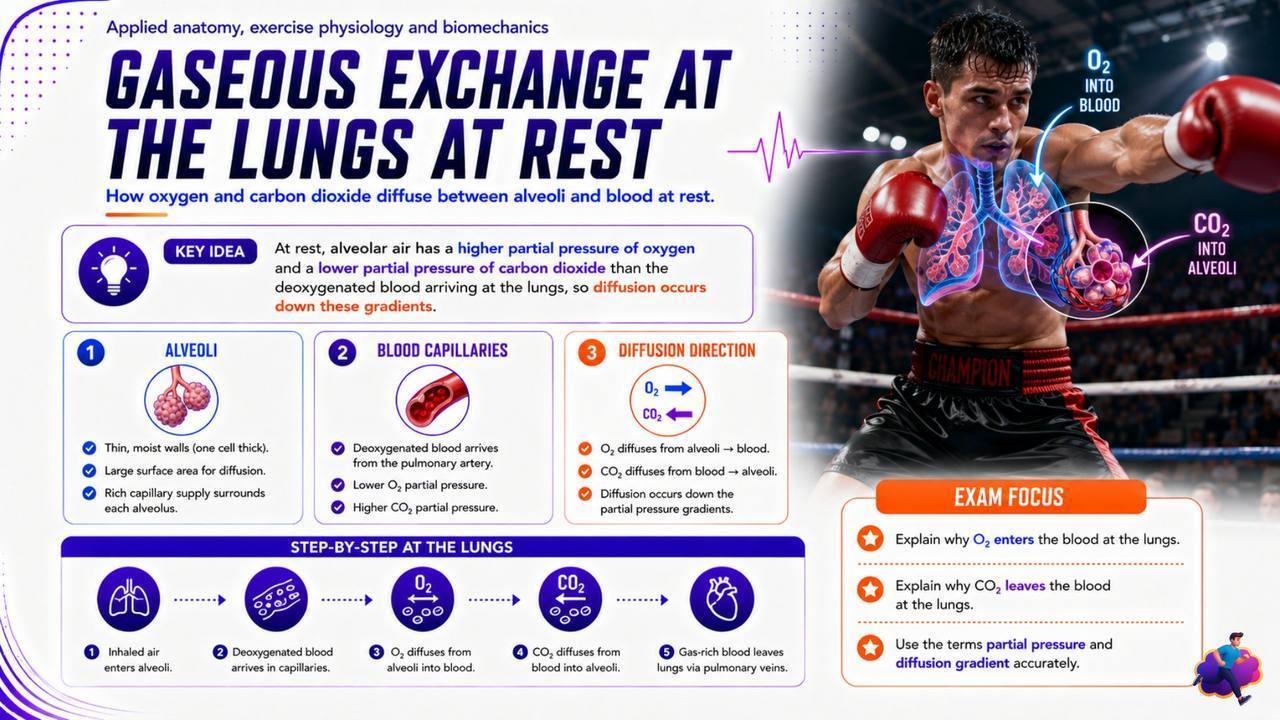 Applied anatomy, exercise physiology and biomechanics
GASEOUS EXCHANGE AT
THE LUNGS AT REST
How oxygen and carbon dioxide diffuse between alveoli and blood at rest.
KEY IDEA
At rest, alveolar air has a higher partial pressure of oxygen
and a lower partial pressure of carbon dioxide than the
deoxygenated blood arriving at the lungs, so diffusion occurs
down these gradients.
1 ALVEOLI
Thin, moist walls (one cell thick).
Large surface area for diffusion.
Rich capillary supply surrounds
each alveolus.
2 BLOOD CAPILLARIES
Deoxygenated blood arrives
from the pulmonary artery.
Lower O₂ partial pressure.
Higher CO₂ partial pressure.
3 DIFFUSION DIRECTION
O₂ →
CO₂ ←
O₂ diffuses from alveoli → blood.
CO₂ diffuses from blood → alveoli.
Diffusion occurs down the
partial pressure gradients.
STEP-BY-STEP AT THE LUNGS
O₂
CO₂
1 Inhaled air
enters alveoli.
2 Deoxygenated blood
arrives in capillaries.
3 O₂ diffuses from
alveoli into blood.
4 CO₂ diffuses from
blood into alveoli.
5 Gas-rich blood leaves
lungs via pulmonary veins.
O₂
INTO
BLOOD
CO₂
INTO
ALVEOLI
CHAMPION
EXAM FOCUS
Explain why O₂ enters the blood at the lungs.
Explain why CO₂ leaves the blood
at the lungs.
Use the terms partial pressure and
diffusion gradient accurately.